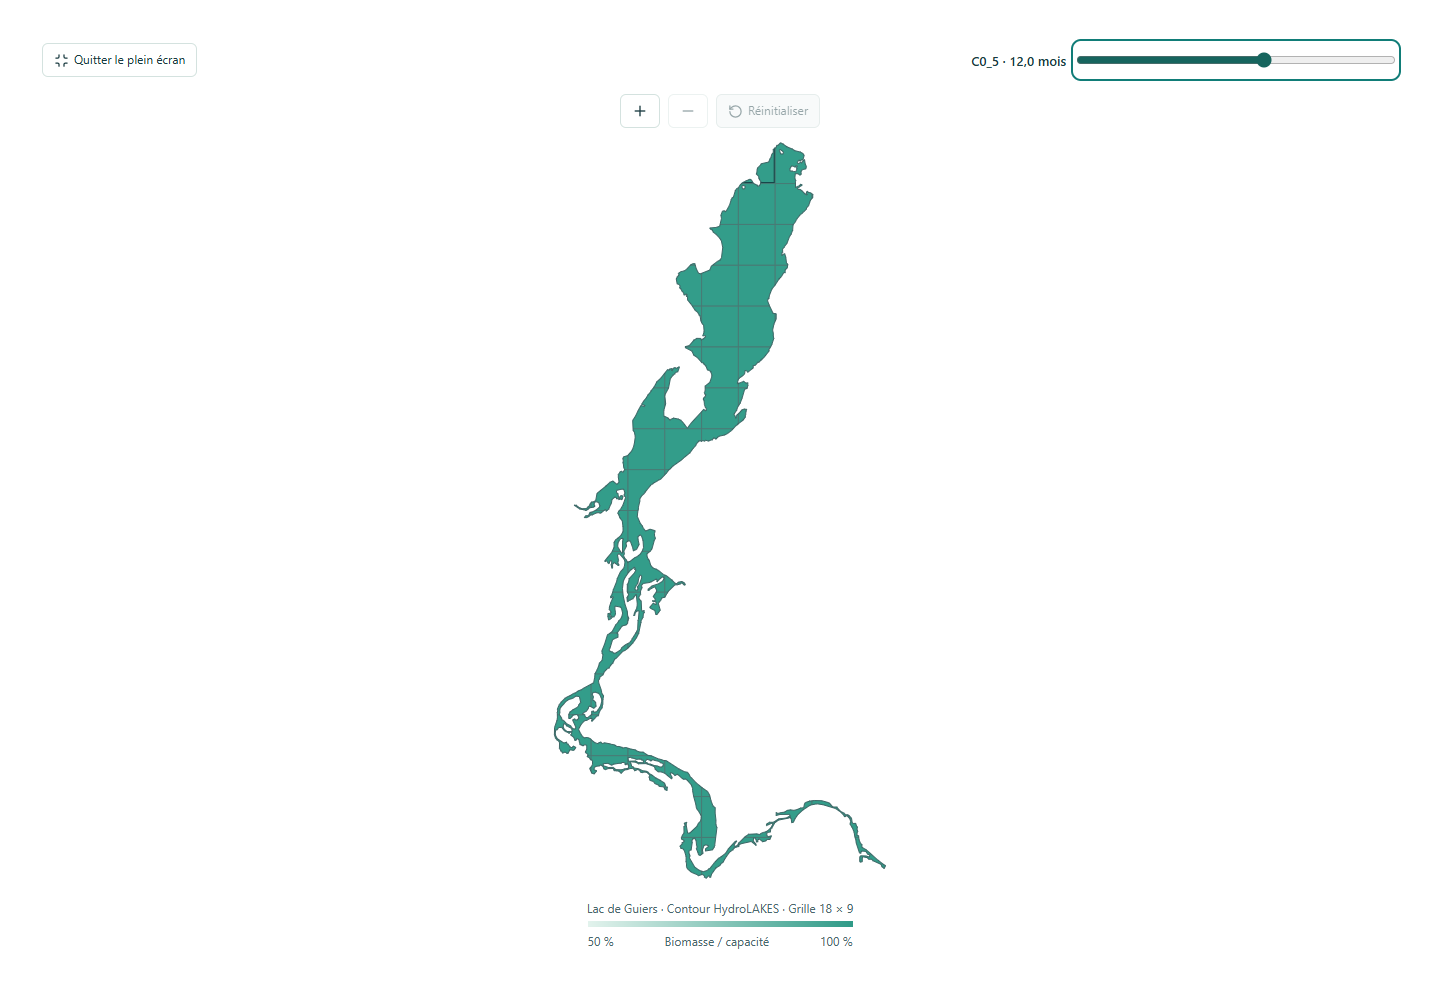 Quitter le plein écran
C0_5 · 12,0 mois
Réinitialiser
Lac de Guiers · Contour HydroLAKES · Grille 18 × 9
50 % Biomasse / capacité 100 %